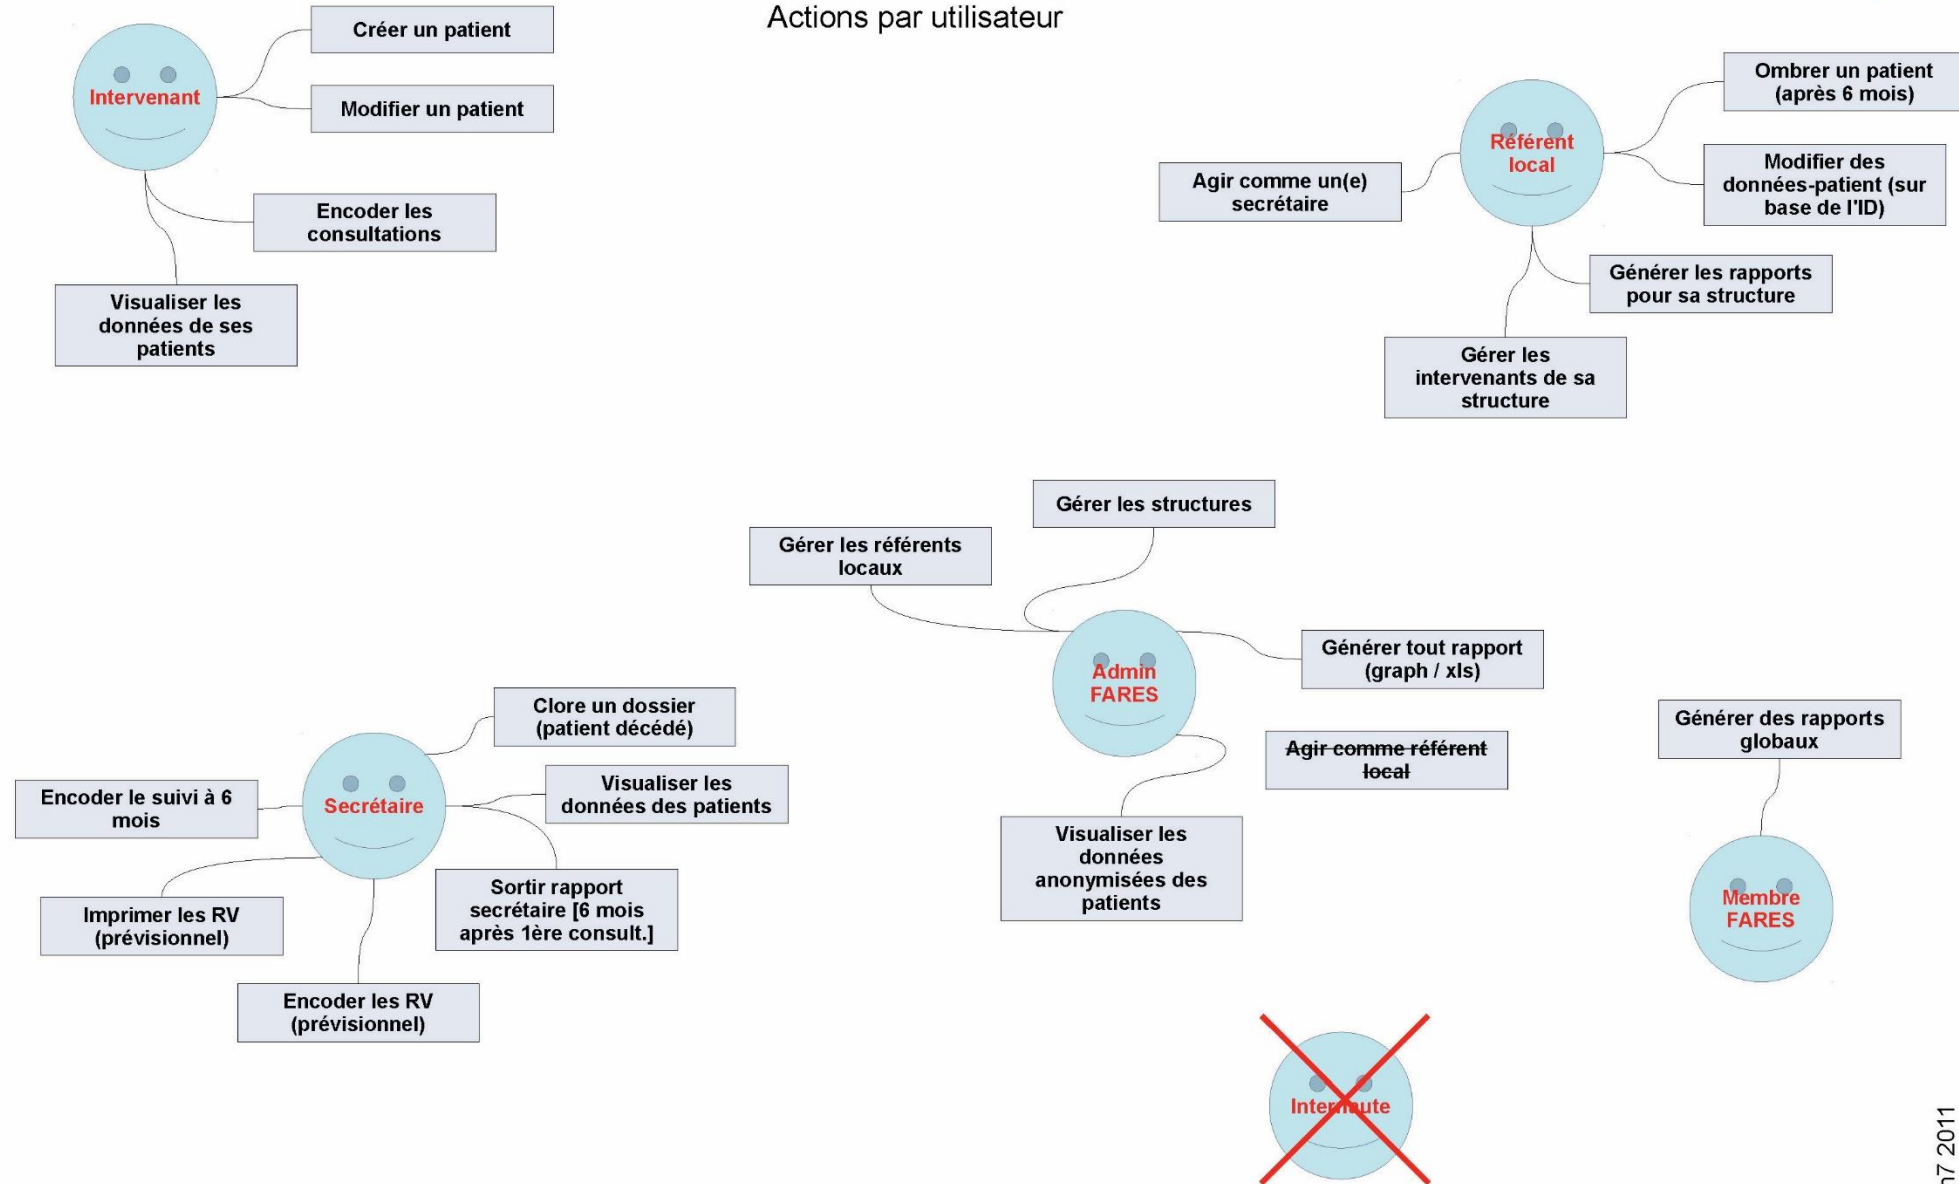 Actions par utilisateur
Intervenant
Créer un patient
Modifier un patient
Encoder les
consultations
Visualiser les
données de ses
patients
Référent
local
Ombrer un patient
(après 6 mois)
Modifier des
données-patient (sur
base de l'ID)
Agir comme un(e)
secrétaire
Générer les rapports
pour sa structure
Gérer les
intervenants de sa
structure
Gérer les structures
Gérer les référents
locaux
Admin
FARES
Générer tout rapport
(graph / xls)
Agir comme référent
local
Visualiser les
données
anonymisées des
patients
Secrétaire
Clore un dossier
(patient décédé)
Visualiser les
données des patients
Encoder le suivi à 6
mois
Sortir rapport
secrétaire [6 mois
après 1ère consult.]
Imprimer les RV
(prévisionnel)
Encoder les RV
(prévisionnel)
Générer des rapports
globaux
Membre
FARES
Internaute
2011